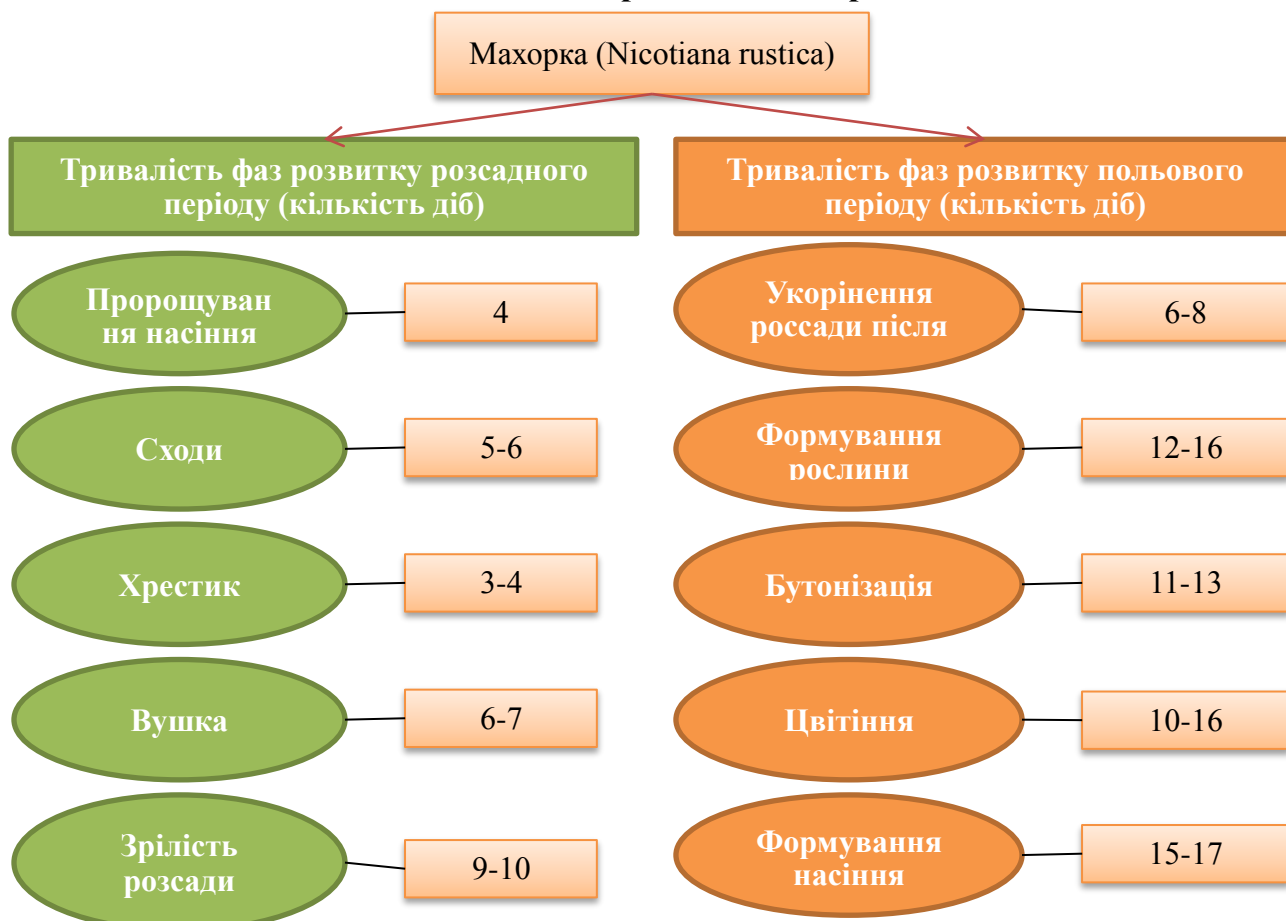 Махорка (Nicotiana rustica)
Тривалість фаз розвитку розсадного
періоду (кількість діб)
Пророщуван
ня насіння
4
Сходи
5-6
Хрестик
3-4
Вушка
6-7
Зрілість
розсади
9-10
Тривалість фаз розвитку польового
періоду (кількість діб)
Укорінення
россади після
6-8
Формування
рослини
12-16
Бутонізація
11-13
Цвітіння
10-16
Формування
насіння
15-17